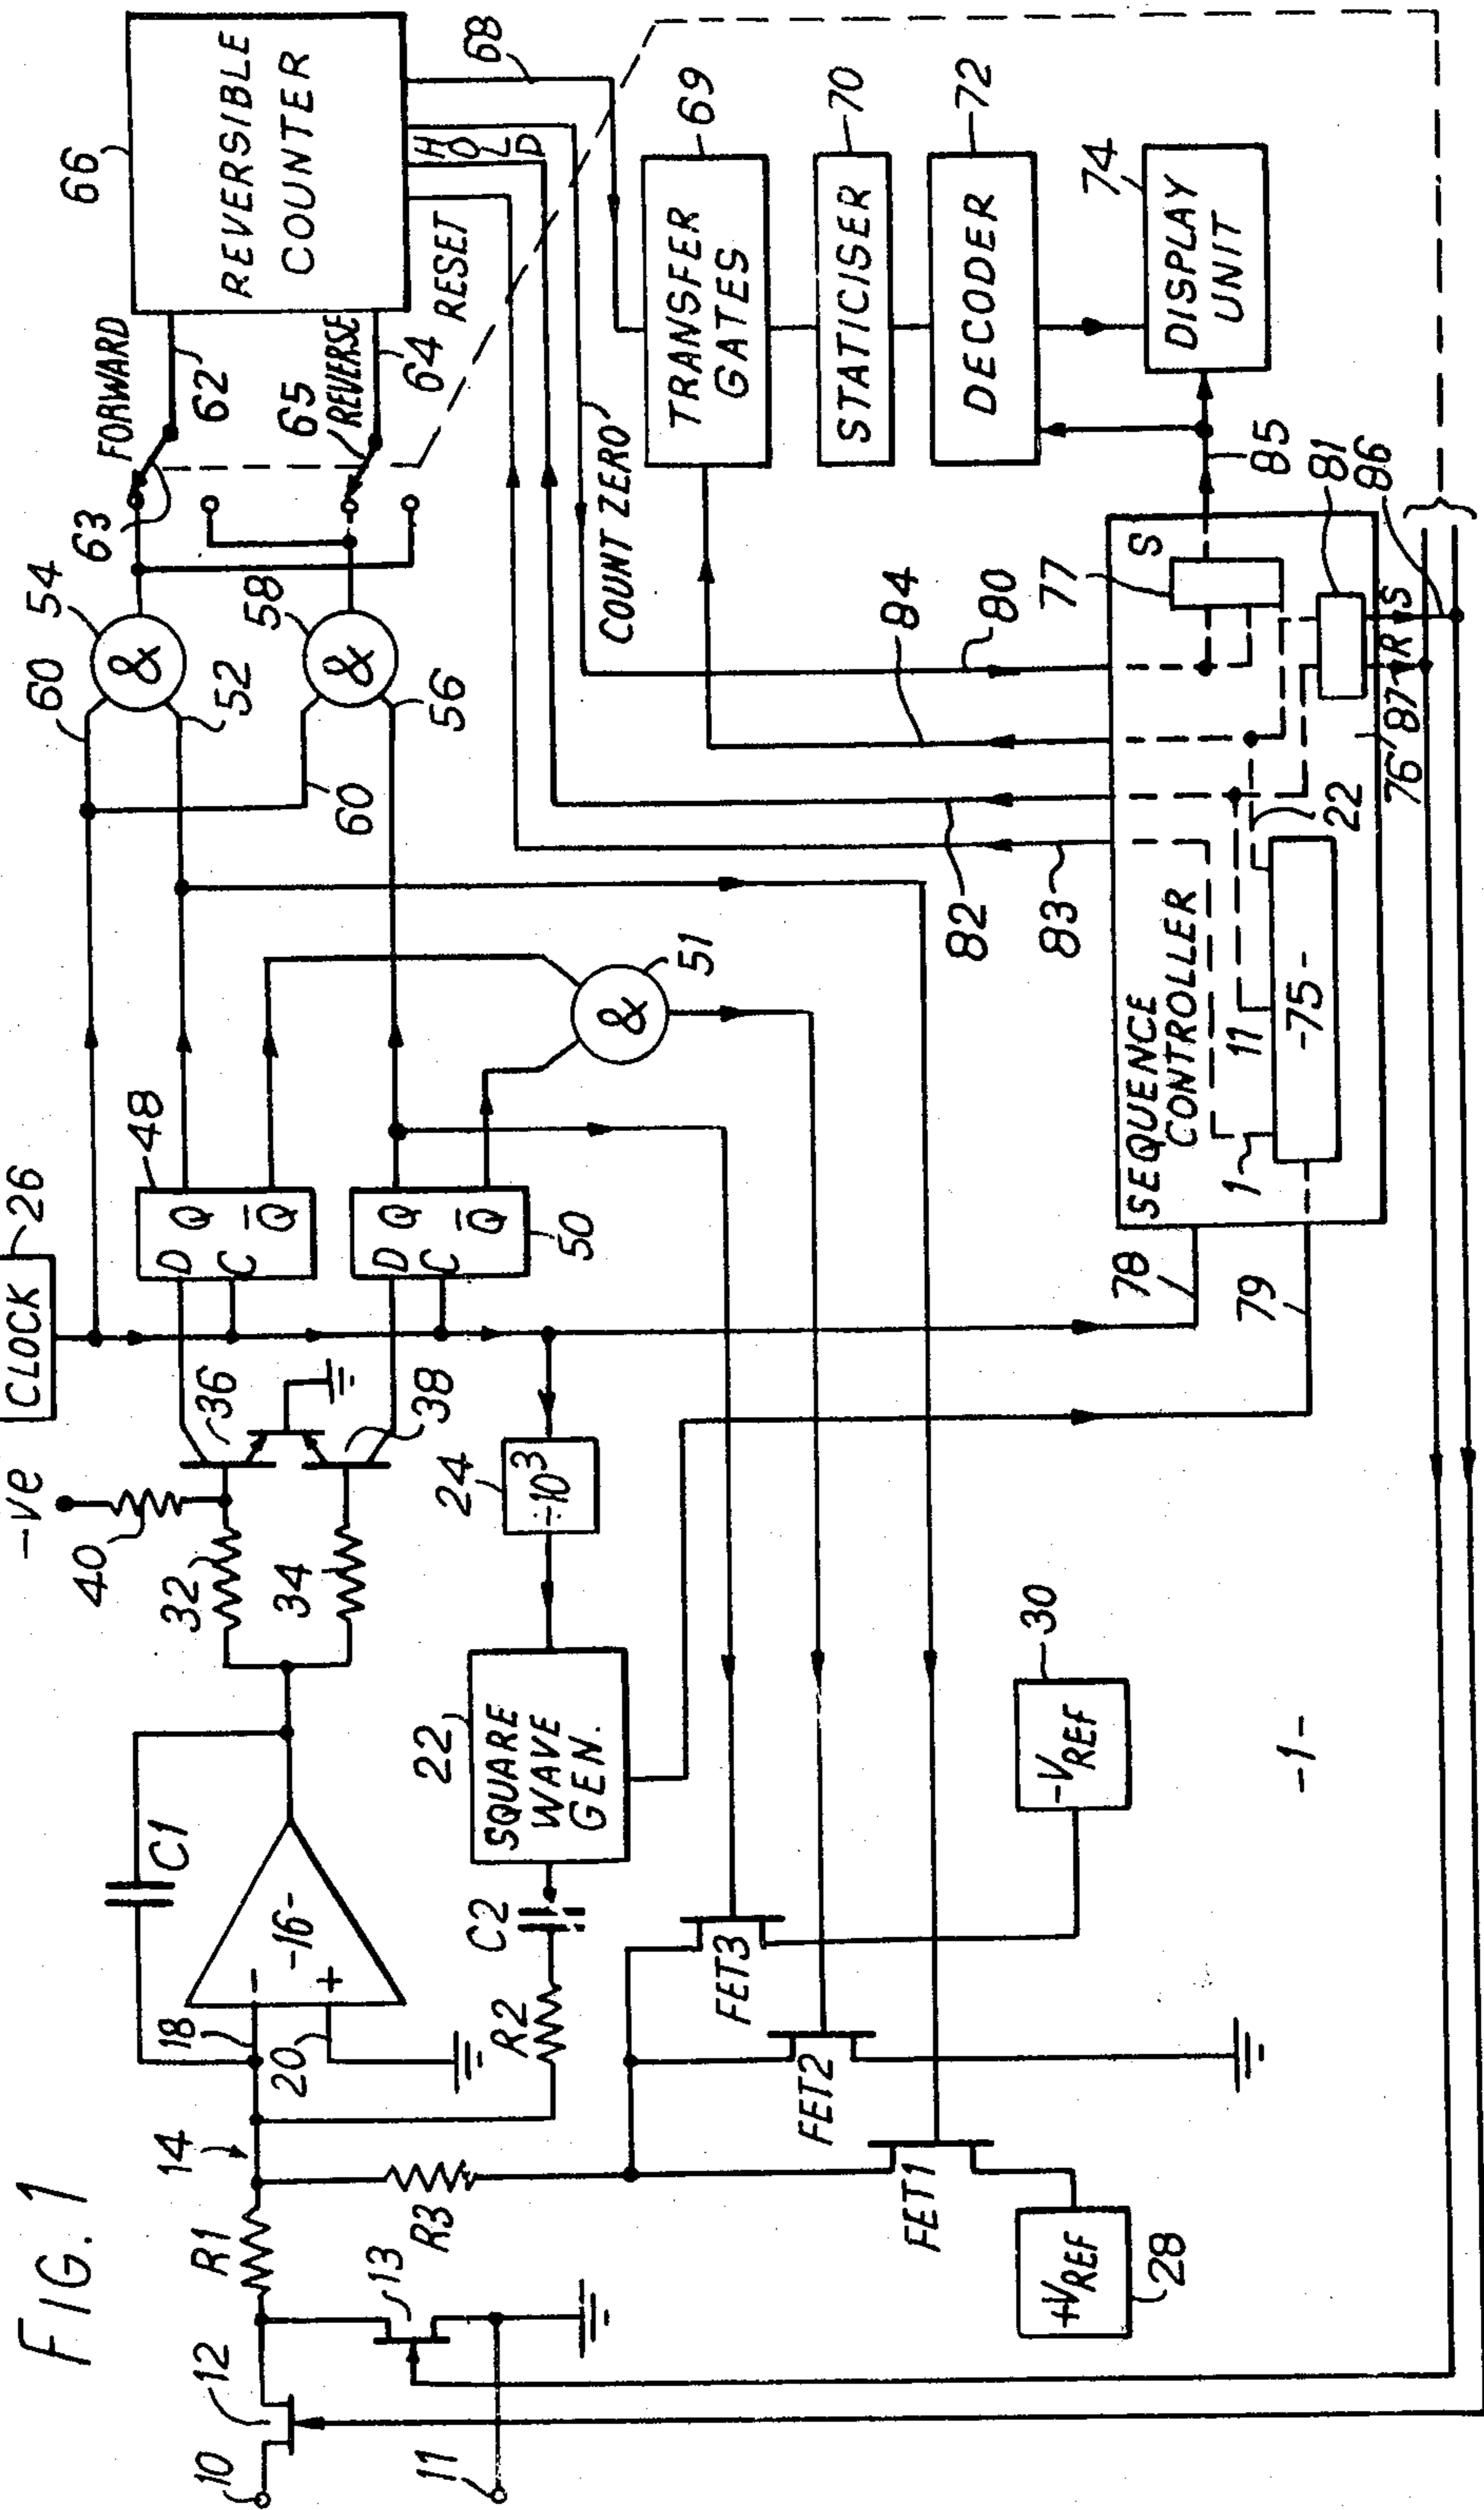 FIG. 1
10
12
11
13
R1
R3
14
18
20
-16-
-
+
C1
R2
C2
22
SQUARE
WAVE
GEN.
24
÷10³
-ve
40
32
34
36
38
CLOCK
26
48
D Q
C Q̅
50
D Q
C Q̅
51
&
60
54
&
52
58
&
56
60
63
FORWARD
62
65
REVERSE
64
66
REVERSIBLE
COUNTER
RESET
HOLD
68
COUNT ZERO
TRANSFER
GATES
69
STATICISER
70
DECODER
72
DISPLAY
UNIT
74
FET1
FET2
FET3
+VREF
28
-VREF
30
-1-
78
79
SEQUENCE
CONTROLLER
1
11
-75-
22
82
83
84
80
77
S
85
81
86
76
87
R
S